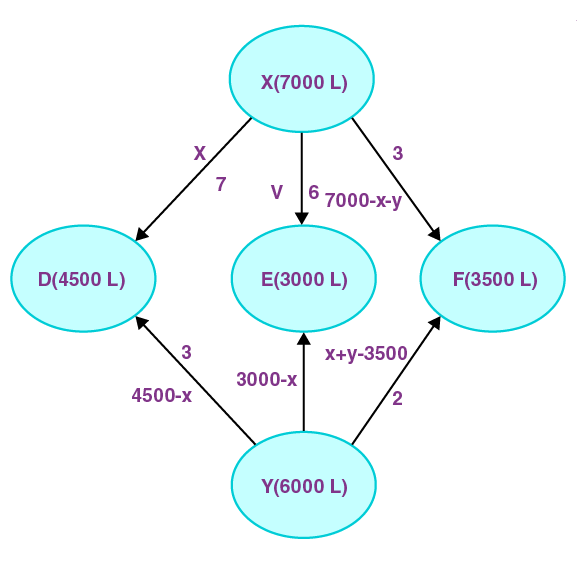 X(7000 L)
X
3
7
V
6
7000-x-y
D(4500 L)
E(3000 L)
F(3500 L)
3
x+y-3500
3000-x
4500-x
2
Y(6000 L)